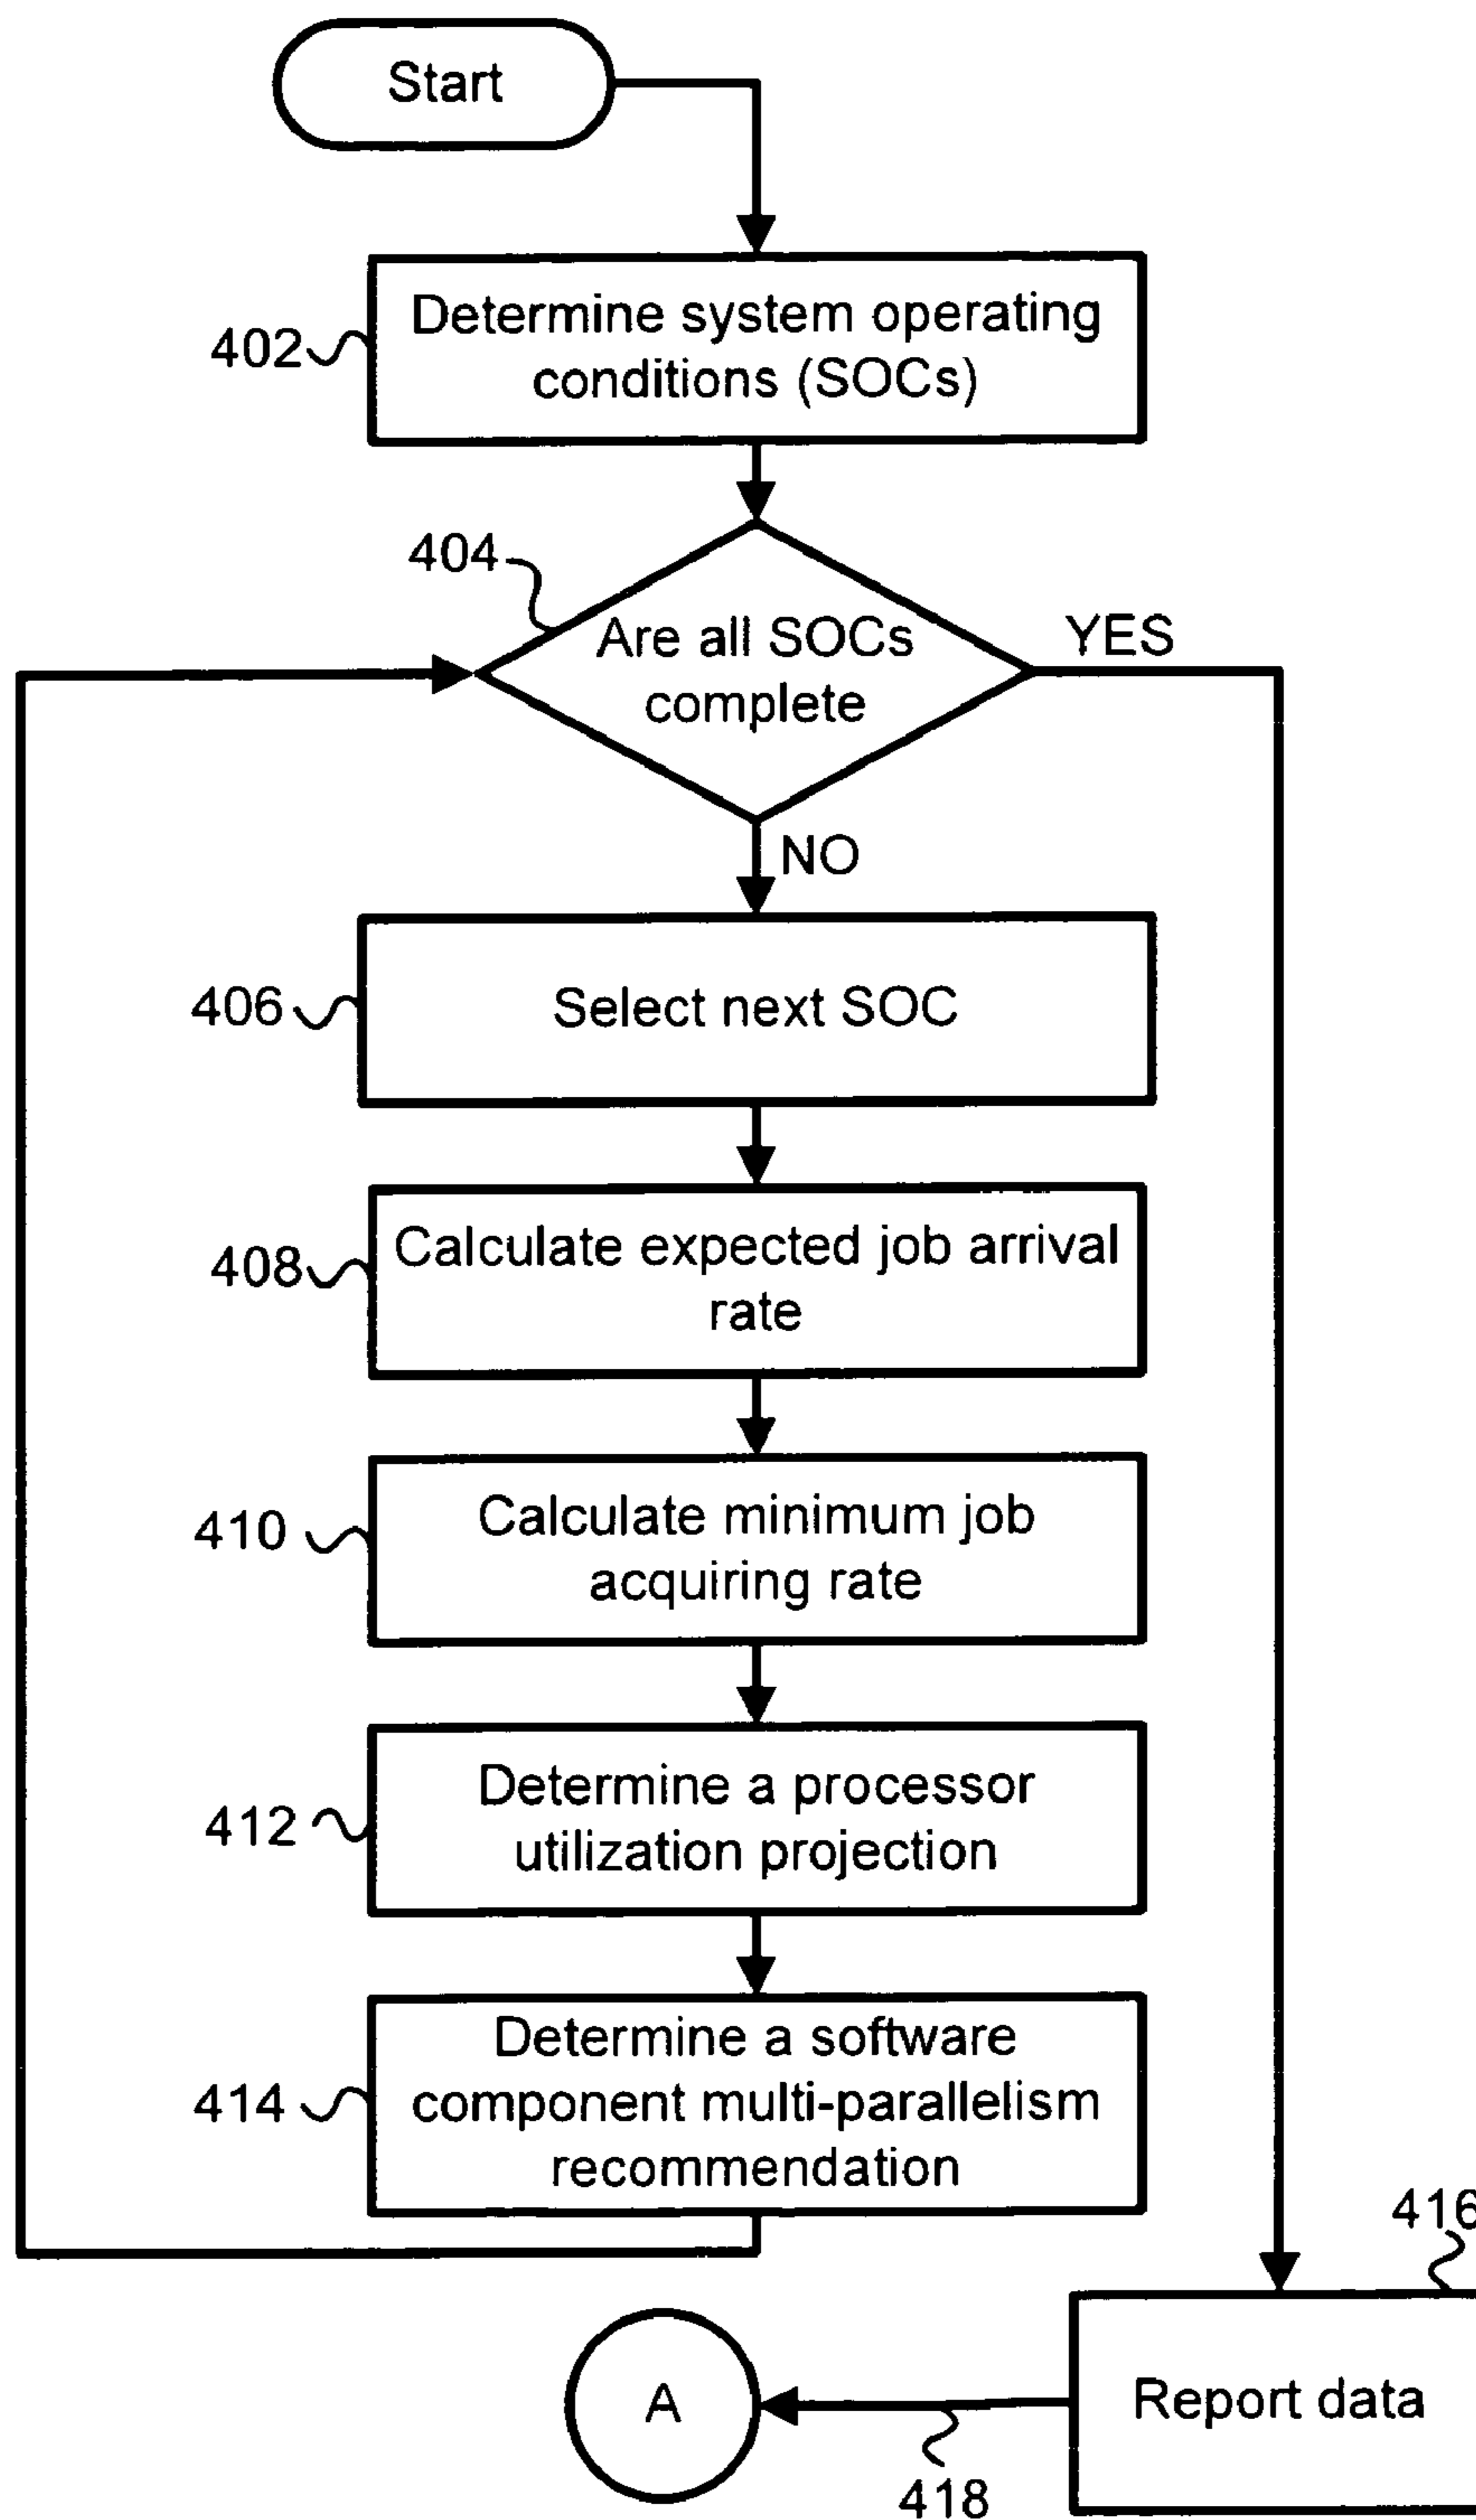 Start
402
Determine system operating
conditions (SOCs)
404
Are all SOCs
complete
YES
NO
406
Select next SOC
408
Calculate expected job arrival
rate
410
Calculate minimum job
acquiring rate
412
Determine a processor
utilization projection
414
Determine a software
component multi-parallelism
recommendation
416
A
Report data
418